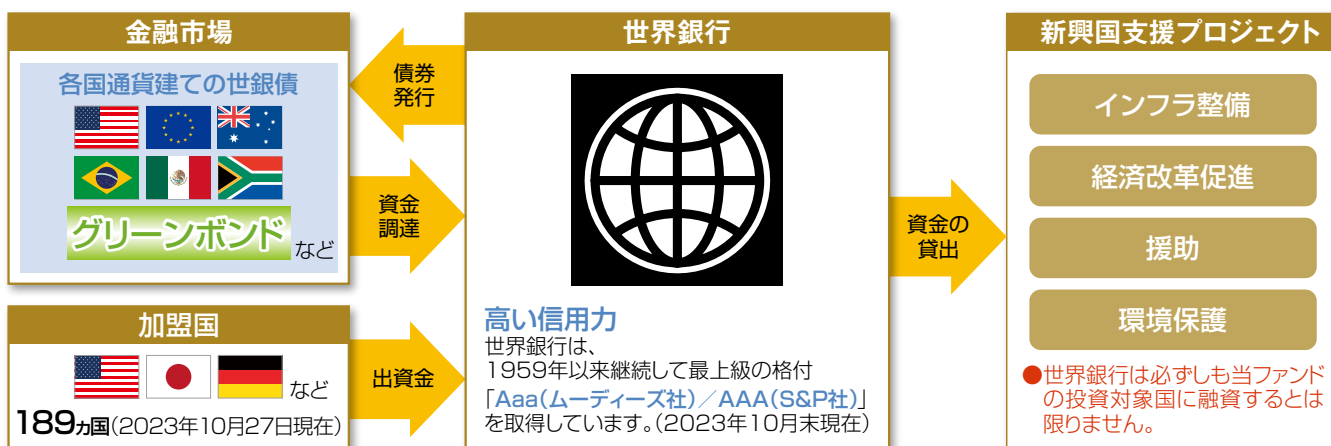 金融市場
各国通貨建ての世銀債
グリーンボンド など
債券
発行
資金
調達
加盟国
など
189ヵ国(2023年10月27日現在)
出資金
世界銀行
高い信用力
世界銀行は、
1959年以来継続して最上級の格付
「Aaa(ムーディーズ社)/AAA(S&P社)」
を取得しています。(2023年10月末現在)
資金の
貸出
新興国支援プロジェクト
インフラ整備
経済改革促進
援助
環境保護
●世界銀行は必ずしも当ファンド
の投資対象国に融資するとは
限りません。